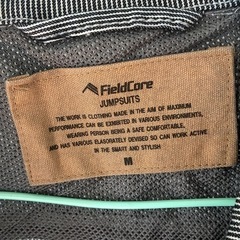 FieldCore
JUMPSUITS
THE WORK IS CLOTHING MADE IN THE AIM OF MAXIMUM
PERFORMANCE CAN BE EXHIBITED IN VARIOUS ENVIRONMENTS.
WEARING PERSON BEING A SAFE COMFORTABLE,
AND HAS VARIOUS ELASORATELY DEVISED SO CAN WORK ACTIVE
IN THE SMART AND STYLISH
M